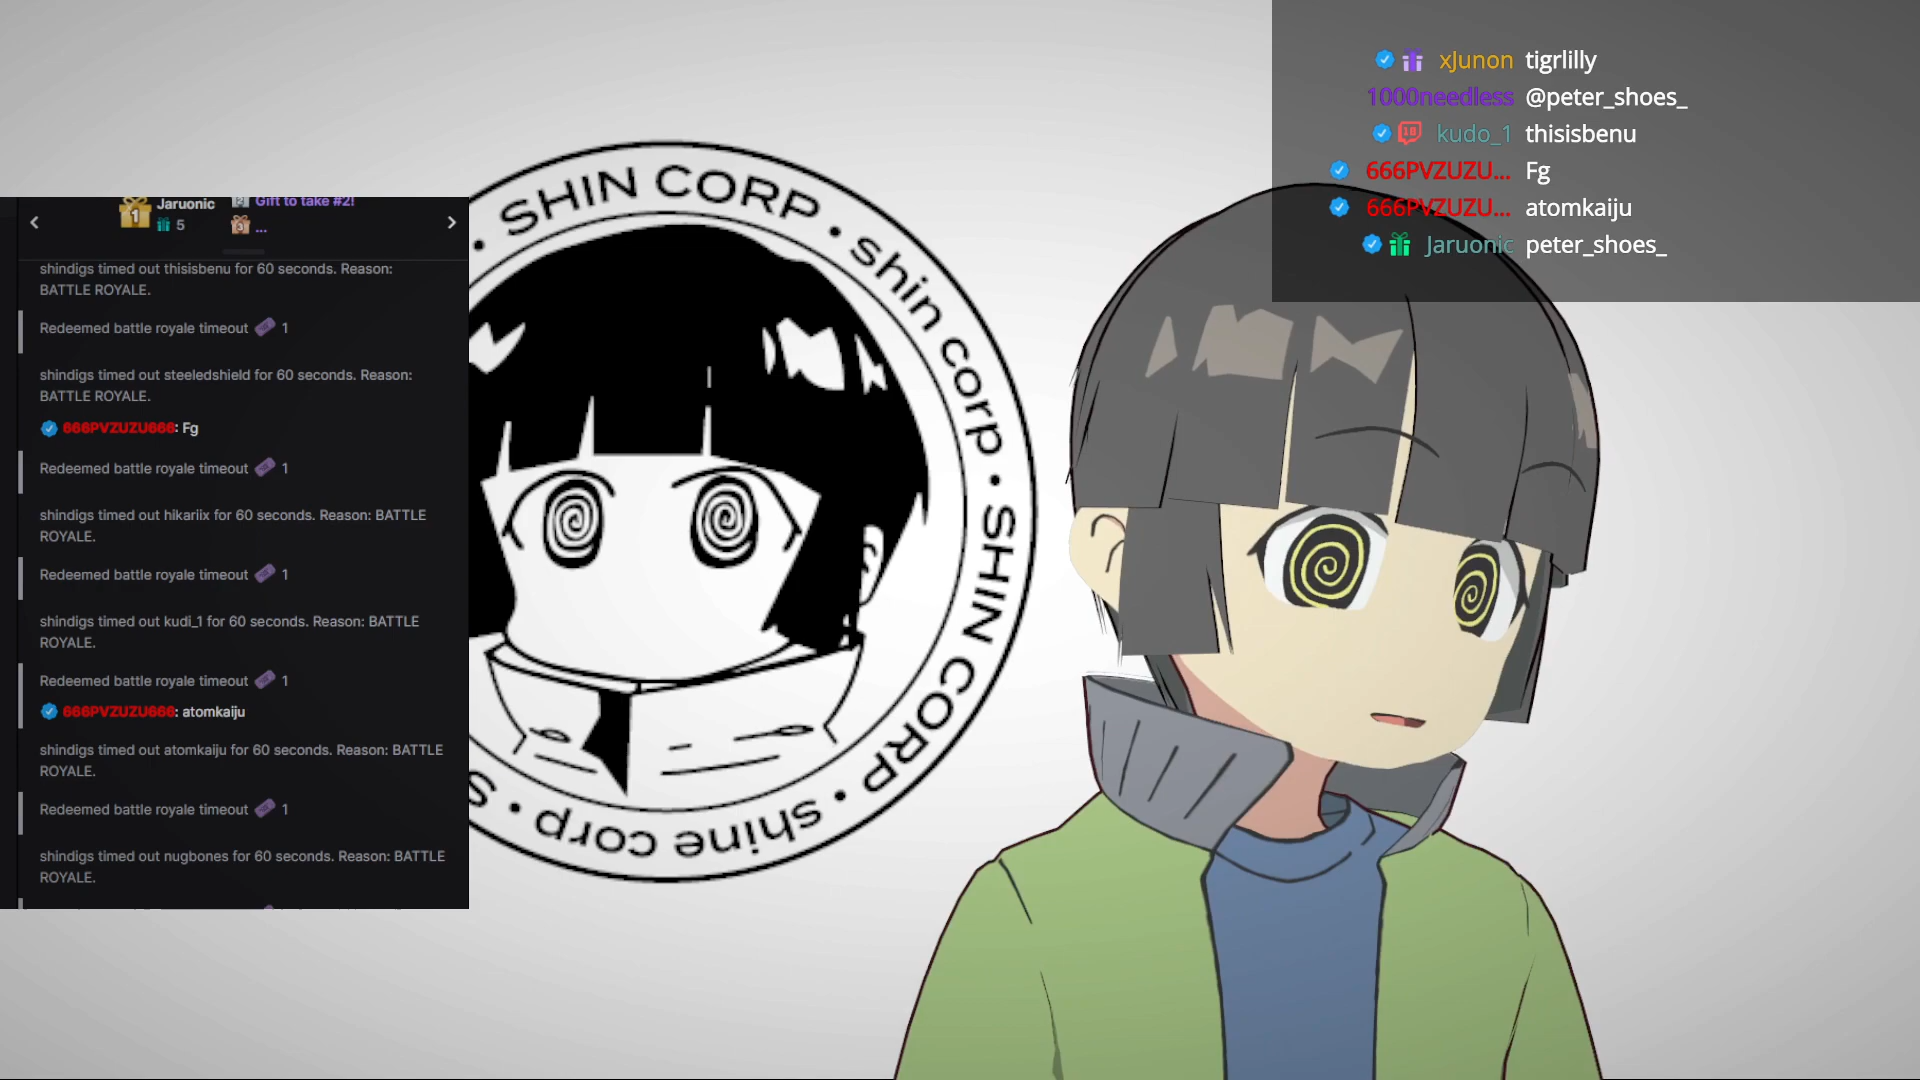 Jaruonic
5
Gift to take #2!
...
shindigs timed out thisisbenu for 60 seconds. Reason:
BATTLE ROYALE.
Redeemed battle royale timeout 1
shindigs timed out steeledshield for 60 seconds. Reason:
BATTLE ROYALE.
666PVZUZU666: Fg
Redeemed battle royale timeout 1
shindigs timed out hikariix for 60 seconds. Reason: BATTLE
ROYALE.
Redeemed battle royale timeout 1
shindigs timed out kudi_1 for 60 seconds. Reason: BATTLE
ROYALE.
Redeemed battle royale timeout 1
666PVZUZU666: atomkaiju
shindigs timed out atomkaiju for 60 seconds. Reason: BATTLE
ROYALE.
Redeemed battle royale timeout 1
shindigs timed out nugbones for 60 seconds. Reason: BATTLE
ROYALE.
• SHIN CORP • shin corp • SHIN CORP • shine corp • S
xJunon tigrlilly
1000needless @peter_shoes_
kudo_1 thisisbenu
666PVZUZU... Fg
666PVZUZU... atomkaiju
Jaruonic peter_shoes_